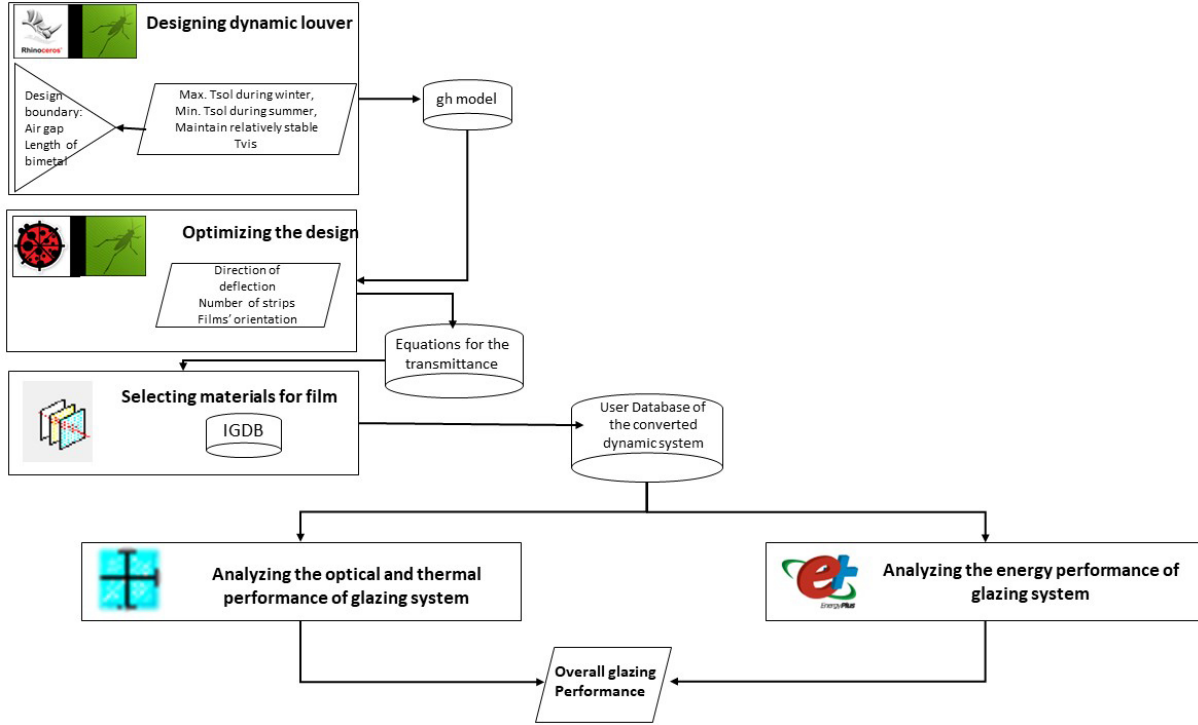 Designing dynamic louver
Rhinoceros
Design
boundary:
Air gap
Length of
bimetal
Max. Tsol during winter,
Min. Tsol during summer,
Maintain relatively stable
Tvis
gh model
Optimizing the design
Direction of
deflection
Number of strips
Films’ orientation
Equations for the
transmittance
Selecting materials for film
IGDB
User Database of
the converted
dynamic system
Analyzing the optical and thermal
performance of glazing system
e+
EnergyPlus
Analyzing the energy performance of
glazing system
Overall glazing
Performance